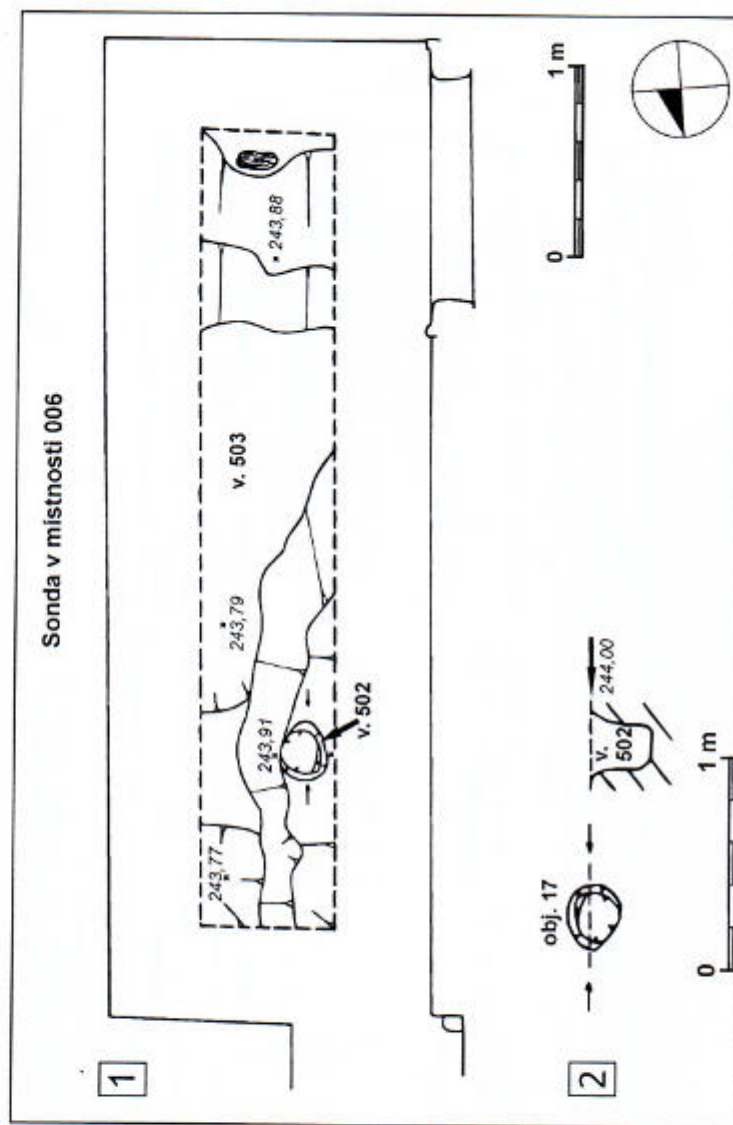 Sonda v místnosti 006
1
243,77
243,79
v. 503
243,88
243,91
v. 502
0
1 m
2
obj. 17
v.
502
244,00
0
1 m